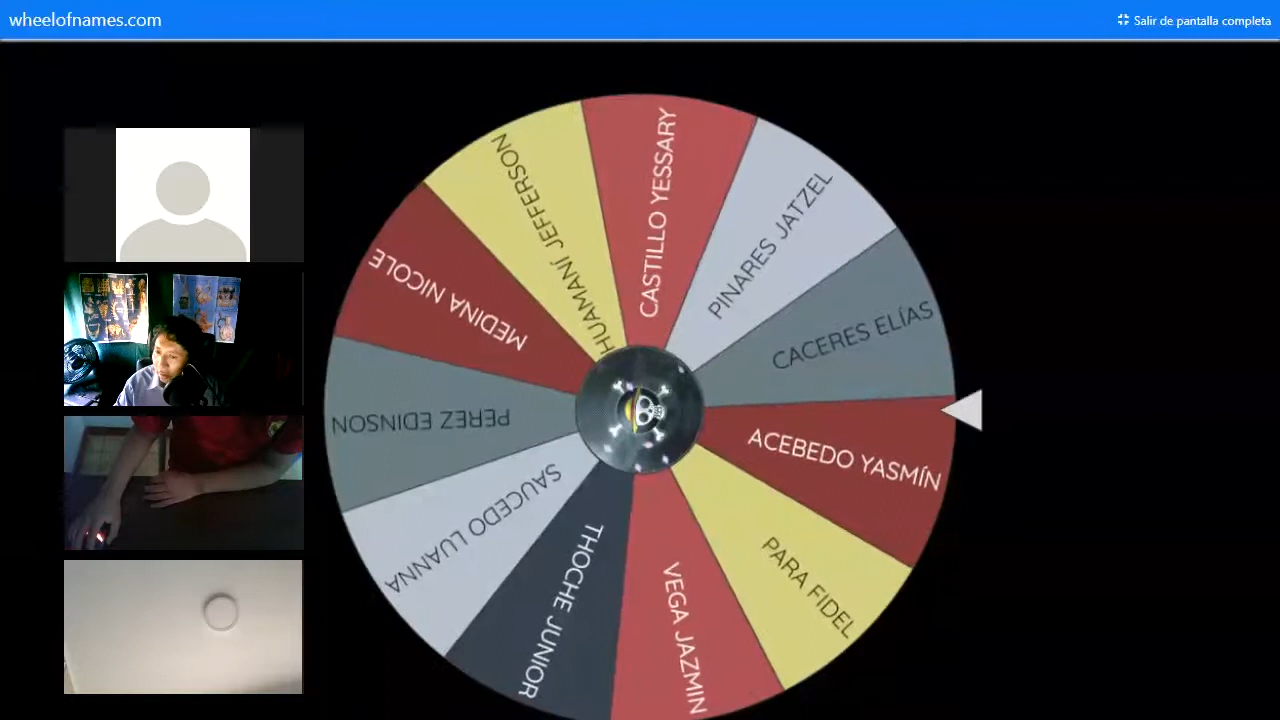 wheelofnames.com
Salir de pantalla completa
CASTILLO YESSARY
PINARES JATZEL
CACERES ELÍAS
ACEBEDO YASMÍN
PARA FIDEL
VEGA JAZMIN
THOCHE JUNIOR
SAUCEDO LUANNA
PEREZ EDINSON
MEDINA NICOLE
HUAMANÍ JEFFERSON